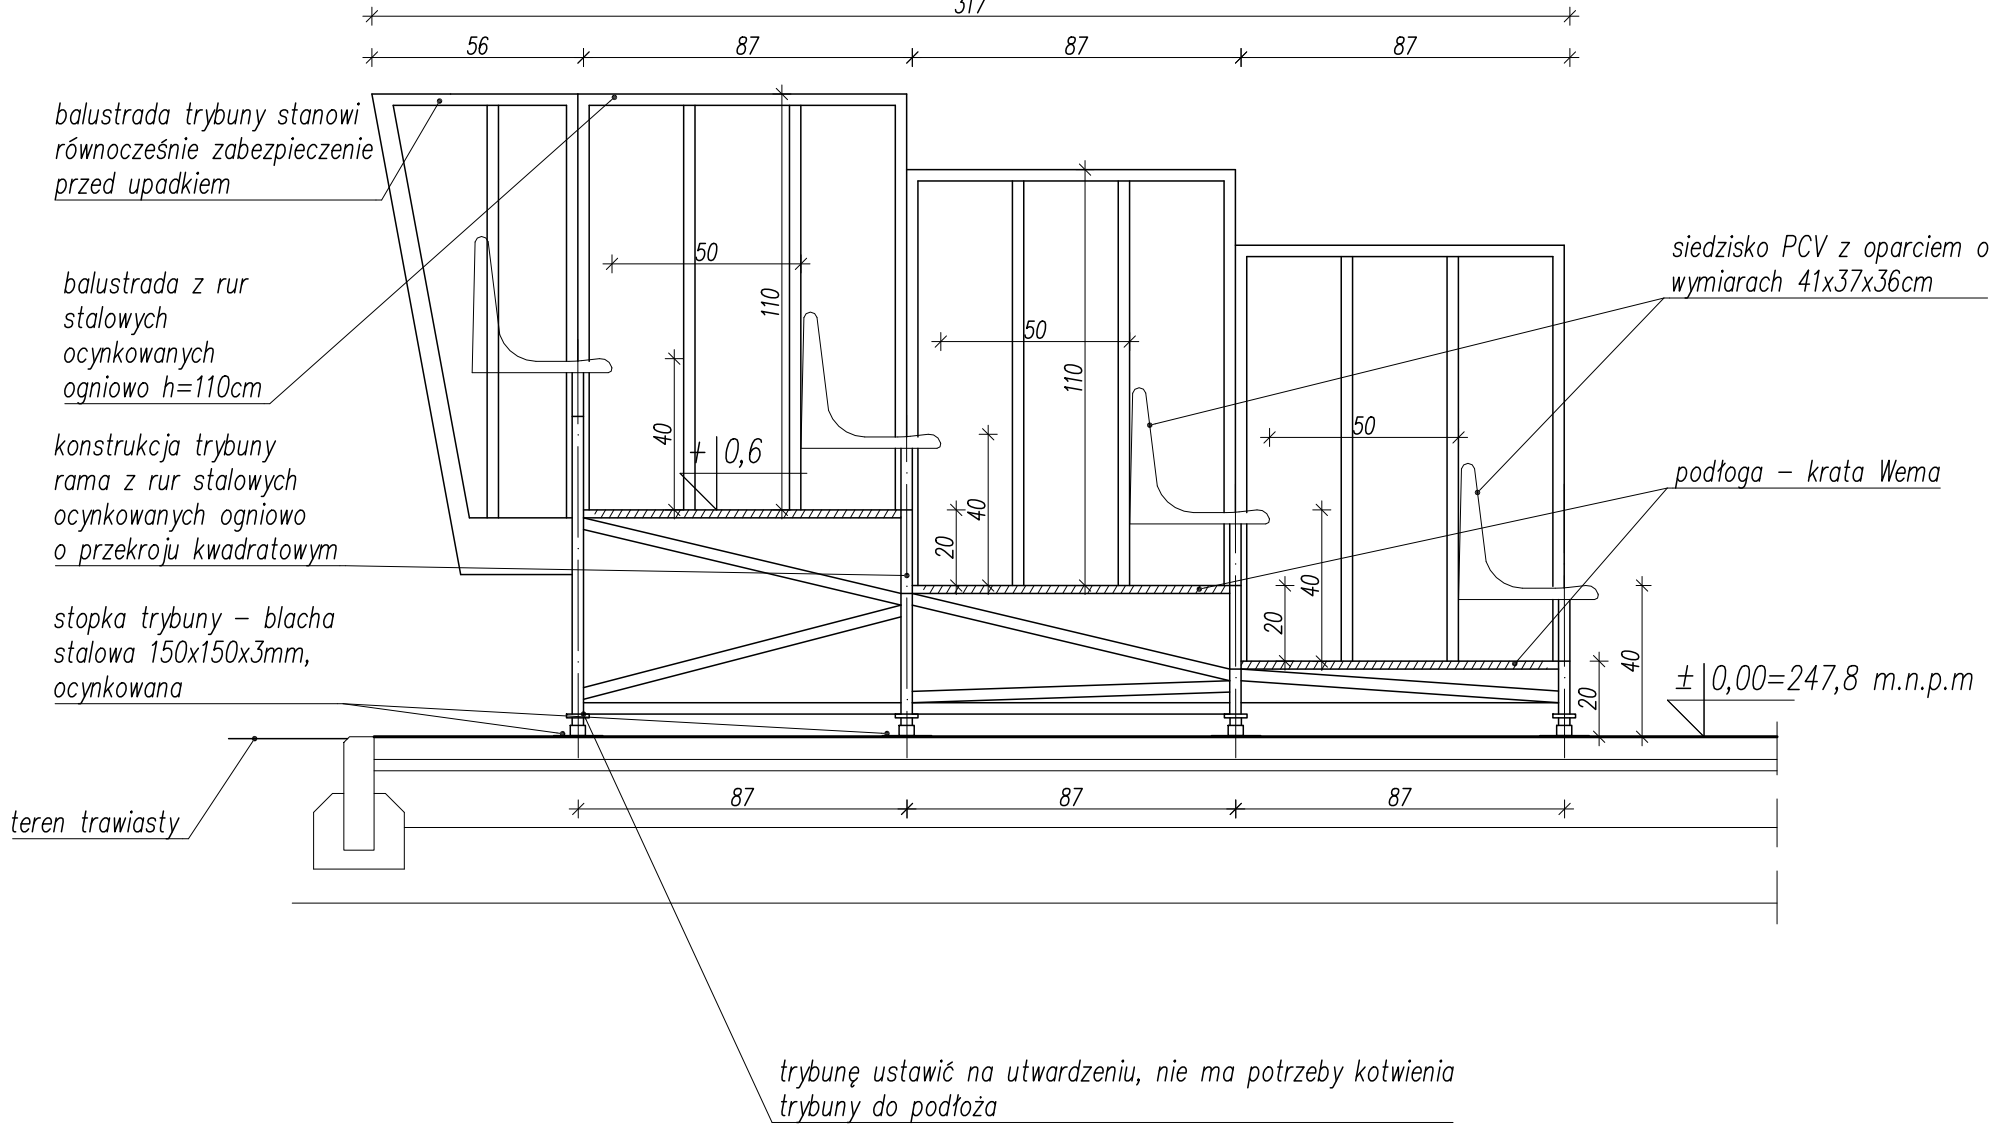 317
56 87 87 87
balustrada trybuny stanowi
równocześnie zabezpieczenie
przed upadkiem
balustrada z rur
stalowych
ocynkowanych
ogniowo h=110cm
konstrukcja trybuny
rama z rur stalowych
ocynkowanych ogniowo
o przekroju kwadratowym
stopka trybuny – blacha
stalowa 150x150x3mm,
ocynkowana
teren trawiasty
50
110
40
+ 0,6
50
110
40
20
50
40
20
40
20
siedzisko PCV z oparciem o
wymiarach 41x37x36cm
podłoga – krata Wema
± 0,00=247,8 m.n.p.m
87 87 87
trybunę ustawić na utwardzeniu, nie ma potrzeby kotwienia
trybuny do podłoża